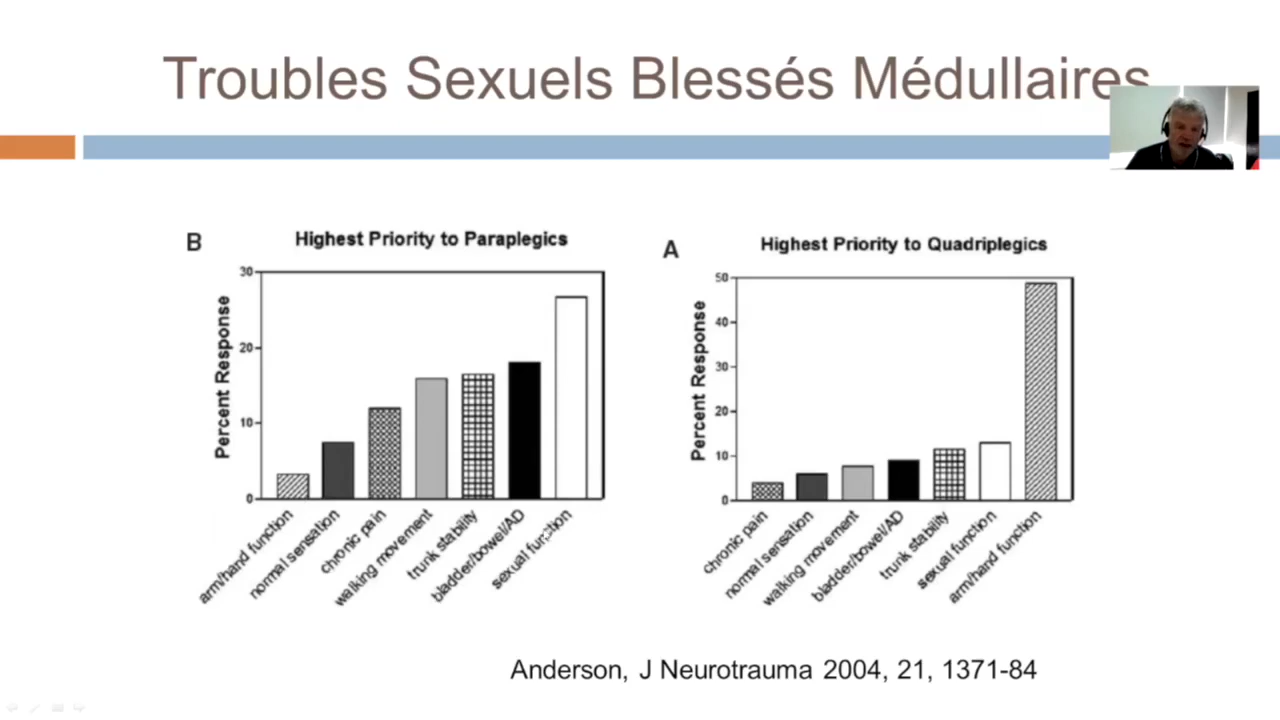 Troubles Sexuels Blessés Médullaires
B
Highest Priority to Paraplegics
Percent Response
30
20
10
0
arm/hand function
normal sensation
chronic pain
walking movement
trunk stability
bladder/bowel/AD
sexual function
A
Highest Priority to Quadriplegics
Percent Response
50
40
30
20
10
0
chronic pain
normal sensation
walking movement
bladder/bowel/AD
trunk stability
sexual function
arm/hand function
Anderson, J Neurotrauma 2004, 21, 1371-84